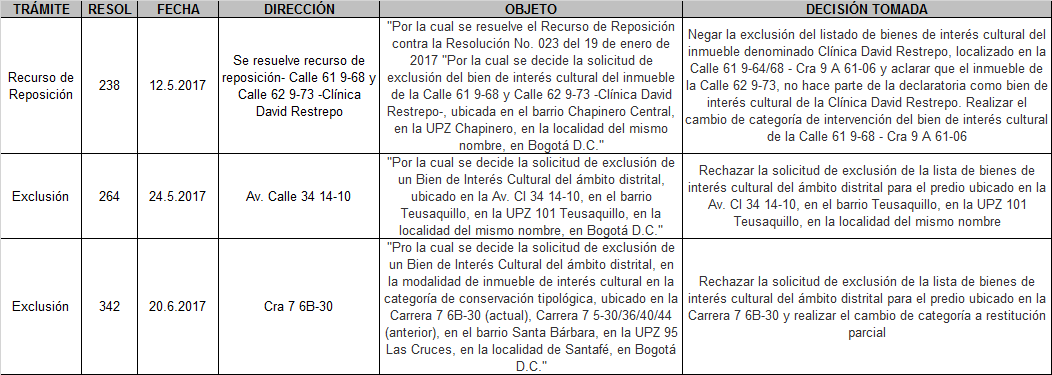 TRÁMITE RESOL FECHA DIRECCIÓN OBJETO DECISIÓN TOMADA
Recurso de
Reposición
238
12.5.2017
Se resuelve recurso de
reposición- Calle 61 9-68 y
Calle 62 9-73 -Clínica
David Restrepo
"Por la cual se resuelve el Recurso de Reposición
contra la Resolución No. 023 del 19 de enero de
2017 "Por la cual se decide la solicitud de
exclusión del bien de interés cultural del inmueble
de la Calle 61 9-68 y Calle 62 9-73 -Clínica David
Restrepo-, ubicada en el barrio Chapinero Central,
en la UPZ Chapinero, en la localidad del mismo
nombre, en Bogotá D.C."
Negar la exclusión del listado de bienes de interés cultural del
inmueble denominado Clínica David Restrepo, localizado en la
Calle 61 9-64/68 - Cra 9 A 61-06 y aclarar que el inmueble de
la Calle 62 9-73, no hace parte de la declaratoria como bien de
interés cultural de la Clínica David Restrepo. Realizar el
cambio de categoría de intervención del bien de interés cultural
de la Calle 61 9-68 - Cra 9 A 61-06
Exclusión
264
24.5.2017
Av. Calle 34 14-10
"Por la cual se decide la solicitud de exclusión de
un Bien de Interés Cultural del ámbito distrital,
ubicado en la Av. Cl 34 14-10, en el barrio
Teusaquillo, en la UPZ 101 Teusaquillo, en la
localidad del mismo nombre, en Bogotá D.C."
Rechazar la solicitud de exclusión de la lista de bienes de
interés cultural del ámbito distrital para el predio ubicado en la
Av. Cl 34 14-10, en el barrio Teusaquillo, en la UPZ 101
Teusaquillo, en la localidad del mismo nombre
Exclusión
342
20.6.2017
Cra 7 6B-30
"Pro la cual se decide la solicitud de exclusión de
un Bien de Interés Cultural del ámbito distrital, en
la modalidad de inmueble de interés cultural en la
categoría de conservación tipológica, ubicado en la
Carrera 7 6B-30 (actual), Carrera 7 5-30/36/40/44
(anterior), en el barrio Santa Bárbara, en la UPZ 95
Las Cruces, en la localidad de Santafé, en Bogotá
D.C."
Rechazar la solicitud de exclusión de la lista de bienes de
interés cultural del ámbito distrital para el predio ubicado en la
Carrera 7 6B-30 y realizar el cambio de categoría a restitución
parcial